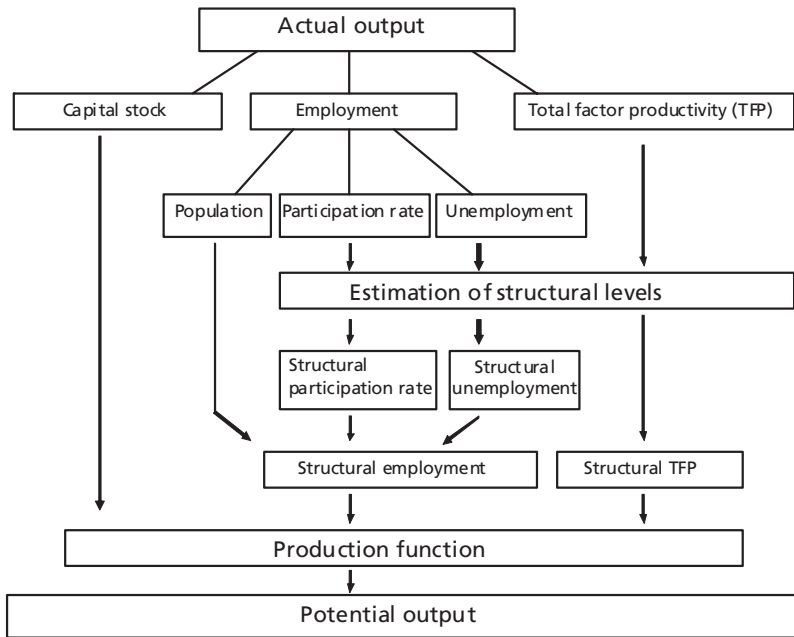 Actual output
Capital stock
Employment
Total factor productivity (TFP)
Population
Participation rate
Unemployment
Estimation of structural levels
Structural
participation rate
Structural
unemployment
Structural employment
Structural TFP
Production function
Potential output